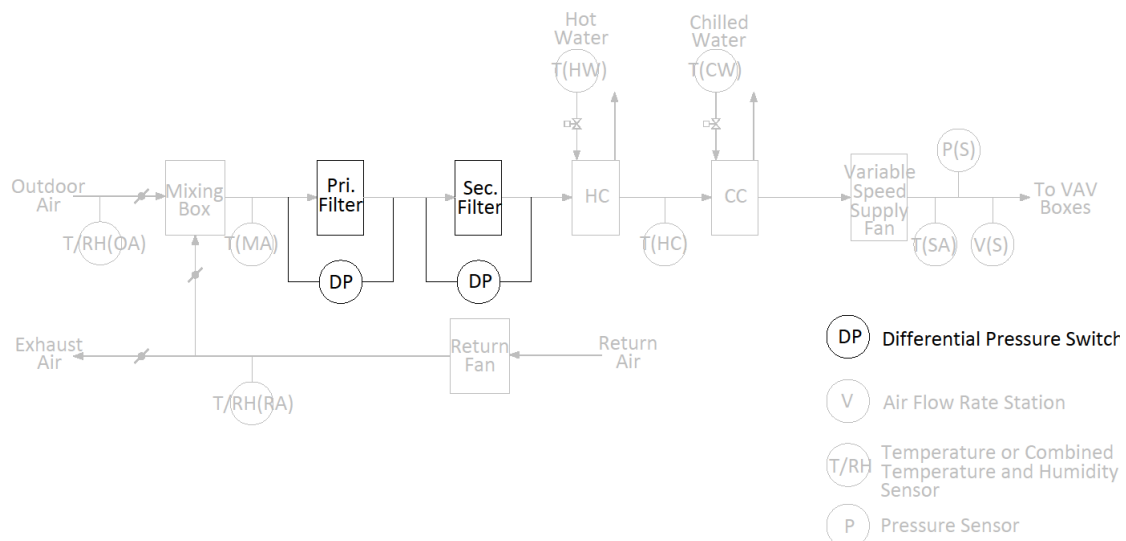 Hot
Water
Chilled
Water
T(HW)
T(CW)
P(S)
Outdoor
Air
Mixing
Box
Pri.
Filter
Sec.
Filter
HC
CC
Variable
Speed
Supply
Fan
To VAV
Boxes
T/RH(OA)
T(MA)
T(HC)
T(SA)
V(S)
DP
DP
Exhaust
Air
Return
Fan
Return
Air
T/RH(RA)
DP Differential Pressure Switch
V Air Flow Rate Station
T/RH Temperature or Combined
Temperature and Humidity
Sensor
P Pressure Sensor